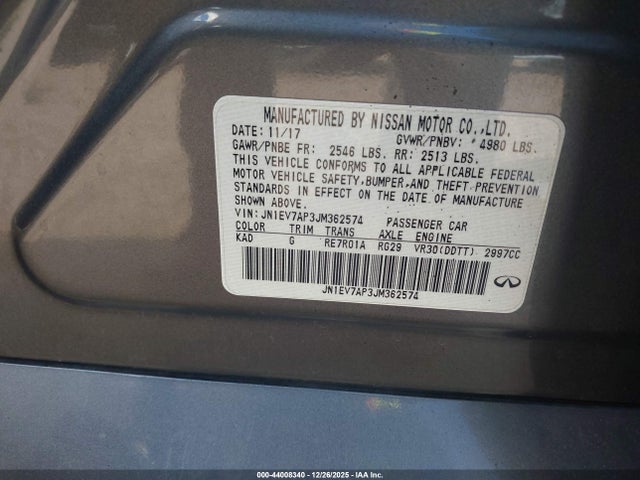 MANUFACTURED BY NISSAN MOTOR CO.,LTD.
DATE: 11/17 GVWR/PNBV: 4980 LBS.
GAWR/PNBE FR: 2546 LBS. RR: 2513 LBS.
THIS VEHICLE CONFORMS TO ALL APPLICABLE FEDERAL
MOTOR VEHICLE SAFETY, BUMPER, AND THEFT PREVENTION
STANDARDS IN EFFECT ON THE DATE OF MANUFACTURE
SHOWN ABOVE.
VIN: JN1EV7AP3JM362574 PASSENGER CAR
COLOR TRIM TRANS AXLE ENGINE
KAD G RE7R01A RG29 VR30(DDTT) 2997CC
JN1EV7AP3JM362574
000-44008340 - 12/26/2025 - IAA Inc.